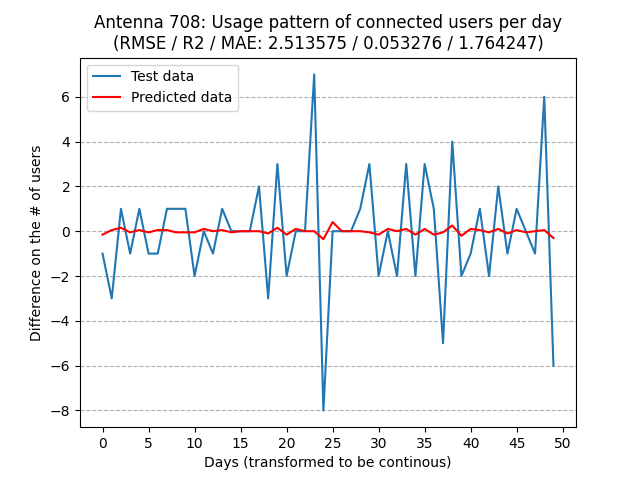 Antenna 708: Usage pattern of connected users per day
(RMSE / R2 / MAE: 2.513575 / 0.053276 / 1.764247)
Test data
Predicted data
Difference on the # of users
6
4
2
0
−2
−4
−6
−8
0 5 10 15 20 25 30 35 40 45 50
Days (transformed to be continous)